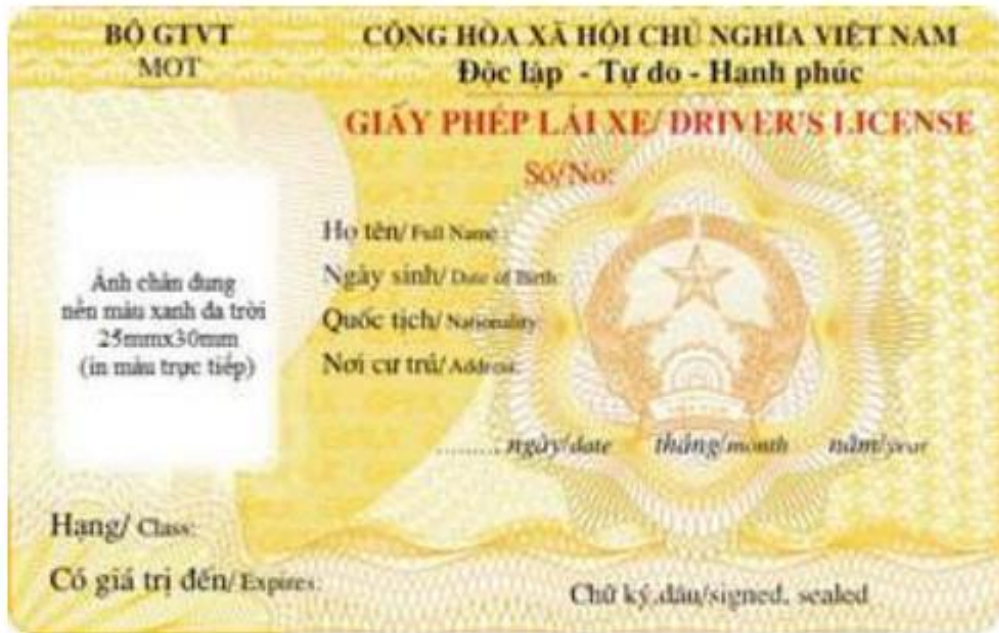 BỘ GTVT
MOT
CỘNG HÒA XÃ HỘI CHỦ NGHĨA VIỆT NAM
Độc lập - Tự do - Hạnh phúc
GIẤY PHÉP LÁI XE/ DRIVER'S LICENSE
Số/No:
Họ tên/ Full Name :
Ngày sinh/ Date of Birth:
Quốc tịch/ Nationality:
Nơi cư trú/ Address:
Ảnh chân dung
nền màu xanh da trời
25mmx30mm
(in màu trực tiếp)
......... ngày/date tháng/month năm/year
Hạng/ Class:
Có giá trị đến/ Expires:
Chữ ký,dấu/signed, sealed